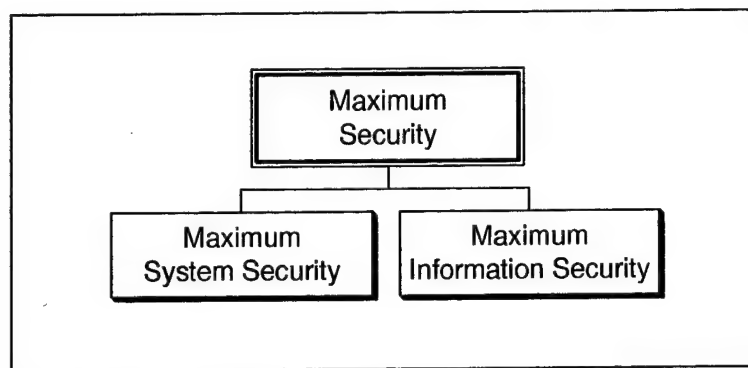 Maximum
Security
Maximum
System Security
Maximum
Information Security